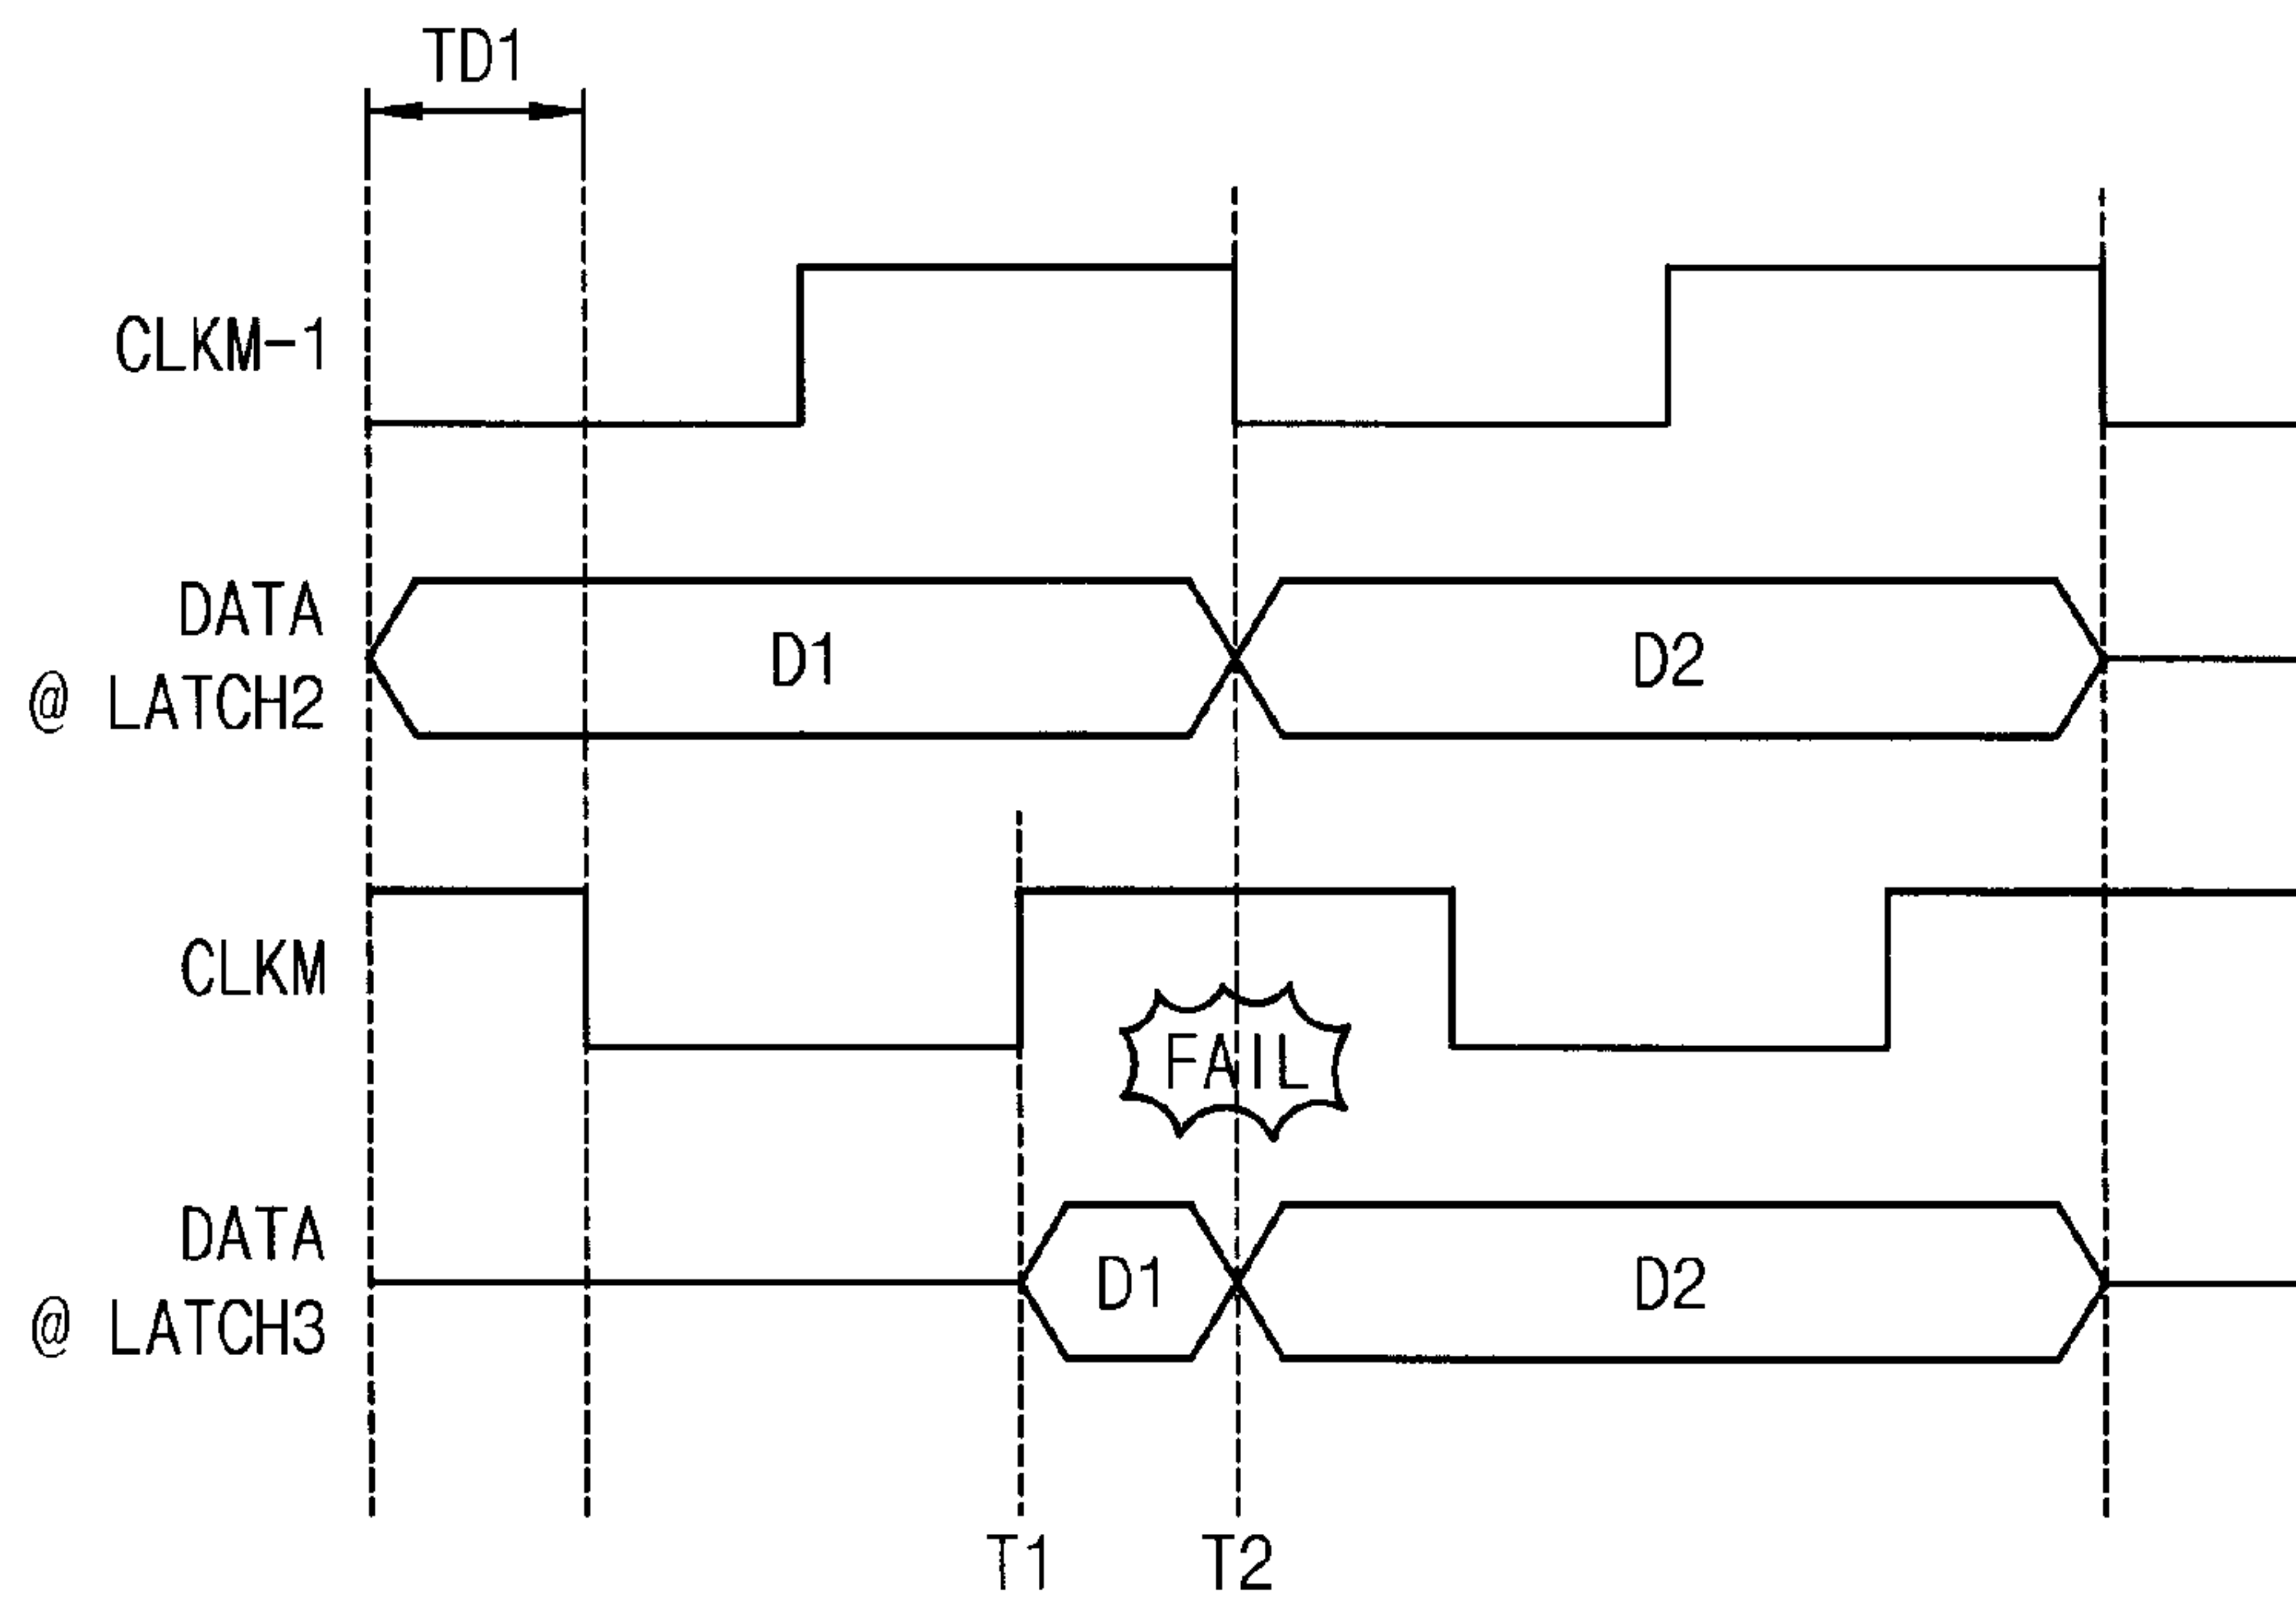 TD1
CLKM-1
DATA
@ LATCH2
D1
D2
CLKM
FAIL
DATA
@ LATCH3
D1
D2
T1
T2